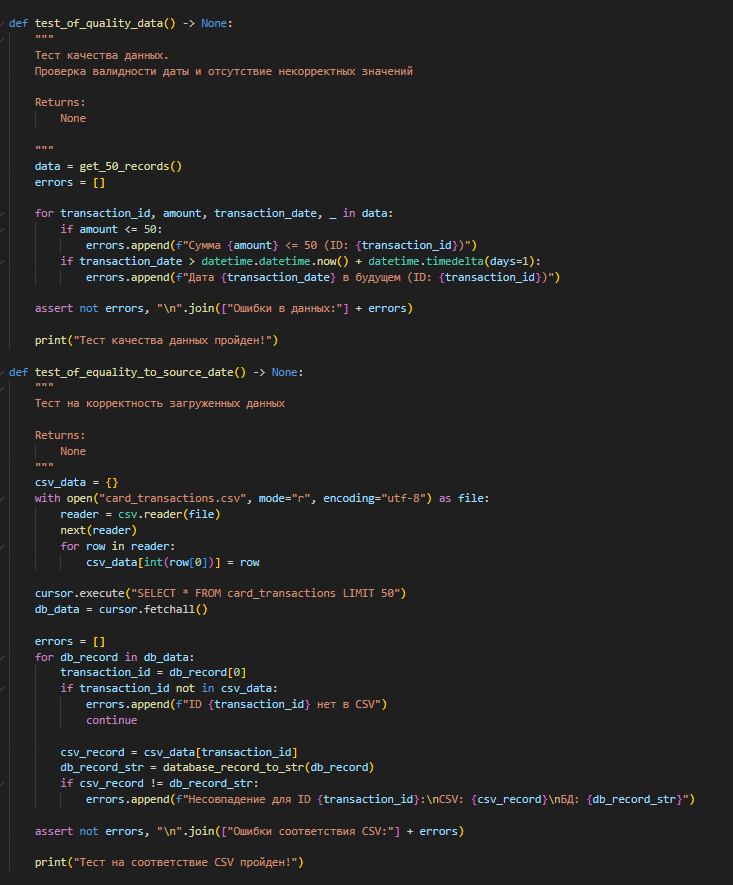 def test_of_quality_data() -> None:
    """
    Тест качества данных.
    Проверка валидности даты и отсутствие некорректных значений

    Returns:
        None

    """
    data = get_50_records()
    errors = []

    for transaction_id, amount, transaction_date, _ in data:
        if amount <= 50:
            errors.append(f"Сумма {amount} <= 50 (ID: {transaction_id})")
        if transaction_date > datetime.datetime.now() + datetime.timedelta(days=1):
            errors.append(f"Дата {transaction_date} в будущем (ID: {transaction_id})")

    assert not errors, "\n".join(["Ошибки в данных:"] + errors)

    print("Тест качества данных пройден!")

def test_of_equality_to_source_date() -> None:
    """
    Тест на корректность загруженных данных

    Returns:
        None
    """
    csv_data = {}
    with open("card_transactions.csv", mode="r", encoding="utf-8") as file:
        reader = csv.reader(file)
        next(reader)
        for row in reader:
            csv_data[int(row[0])] = row

    cursor.execute("SELECT * FROM card_transactions LIMIT 50")
    db_data = cursor.fetchall()

    errors = []
    for db_record in db_data:
        transaction_id = db_record[0]
        if transaction_id not in csv_data:
            errors.append(f"ID {transaction_id} нет в CSV")
            continue

        csv_record = csv_data[transaction_id]
        db_record_str = database_record_to_str(db_record)
        if csv_record != db_record_str:
            errors.append(f"Несовпадение для ID {transaction_id}:\nCSV: {csv_record}\nБД: {db_record_str}")

    assert not errors, "\n".join(["Ошибки соответствия CSV:"] + errors)

    print("Тест на соответствие CSV пройден!")